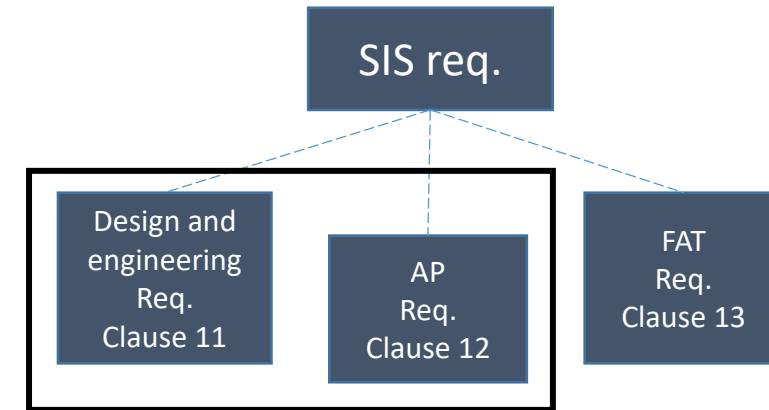 SIS req.
Design and
engineering
Req.
Clause 11
AP
Req.
Clause 12
FAT
Req.
Clause 13